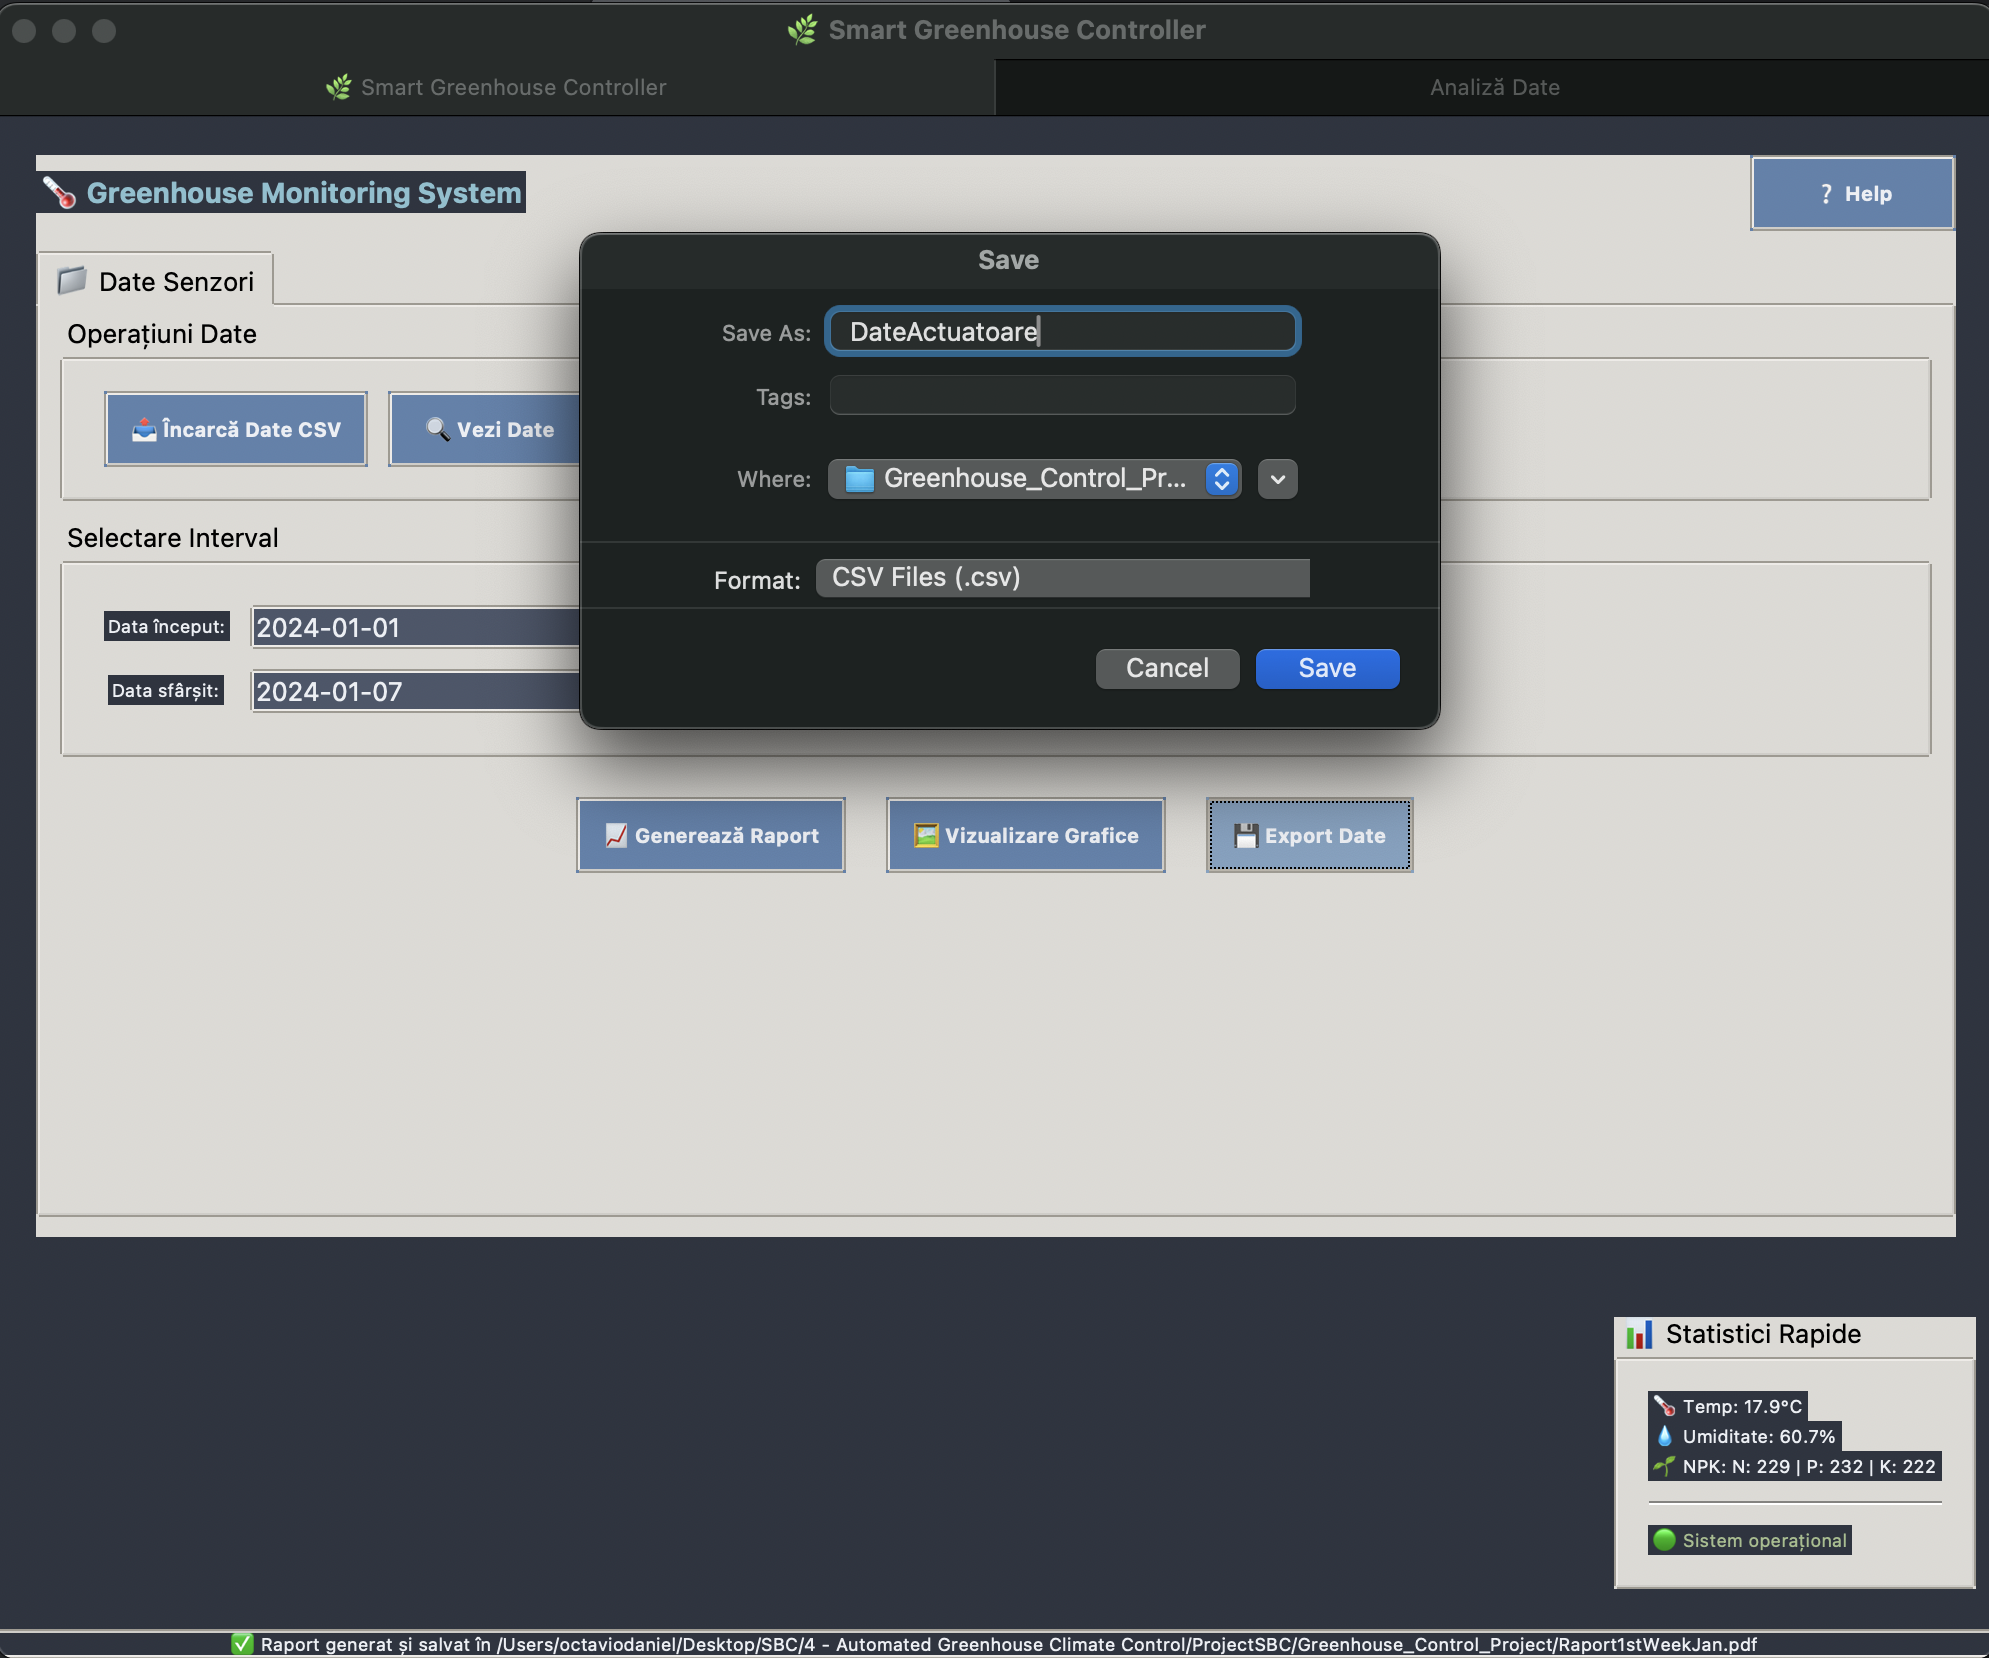 Smart Greenhouse Controller
Smart Greenhouse Controller
Analiză Date
Greenhouse Monitoring System
? Help
Date Senzori
Operațiuni Date
Încarcă Date CSV
Vezi Date
Selectare Interval
Data început:
2024-01-01
Data sfârșit:
2024-01-07
Save
Save As:
DateActuatoare
Tags:
Where:
Greenhouse_Control_Pr...
Format:
CSV Files (.csv)
Cancel
Save
Generează Raport
Vizualizare Grafice
Export Date
Statistici Rapide
Temp: 17.9°C
Umiditate: 60.7%
NPK: N: 229 | P: 232 | K: 222
Sistem operațional
Raport generat și salvat în /Users/octaviodaniel/Desktop/SBC/4 - Automated Greenhouse Climate Control/ProjectSBC/Greenhouse_Control_Project/Raport1stWeekJan.pdf